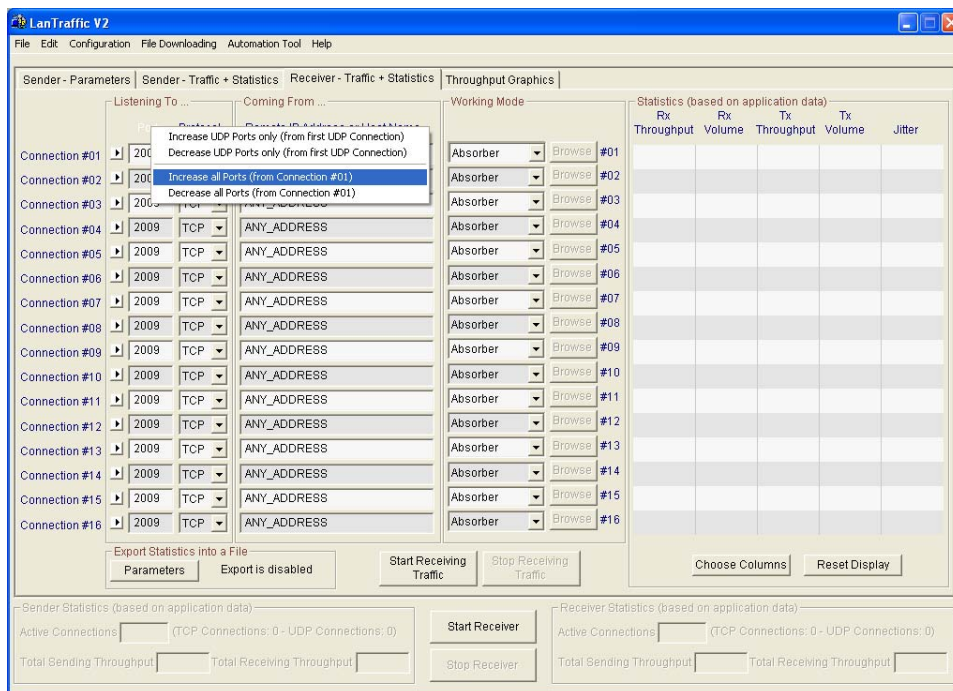 LanTraffic V2
File Edit Configuration File Downloading Automation Tool Help
Sender - Parameters Sender - Traffic + Statistics Receiver - Traffic + Statistics Throughput Graphics
Listening To ... Coming From ... Working Mode Statistics (based on application data)
Rx Throughput Rx Volume Tx Throughput Tx Volume Jitter
Increase UDP Ports only (from first UDP Connection)
Decrease UDP Ports only (from first UDP Connection)
Increase all Ports (from Connection #01)
Decrease all Ports (from Connection #01)
Connection #01 Absorber Browse #01
Connection #02 Absorber Browse #02
Connection #03 2009 TCP ANY_ADDRESS Absorber Browse #03
Connection #04 2009 TCP ANY_ADDRESS Absorber Browse #04
Connection #05 2009 TCP ANY_ADDRESS Absorber Browse #05
Connection #06 2009 TCP ANY_ADDRESS Absorber Browse #06
Connection #07 2009 TCP ANY_ADDRESS Absorber Browse #07
Connection #08 2009 TCP ANY_ADDRESS Absorber Browse #08
Connection #09 2009 TCP ANY_ADDRESS Absorber Browse #09
Connection #10 2009 TCP ANY_ADDRESS Absorber Browse #10
Connection #11 2009 TCP ANY_ADDRESS Absorber Browse #11
Connection #12 2009 TCP ANY_ADDRESS Absorber Browse #12
Connection #13 2009 TCP ANY_ADDRESS Absorber Browse #13
Connection #14 2009 TCP ANY_ADDRESS Absorber Browse #14
Connection #15 2009 TCP ANY_ADDRESS Absorber Browse #15
Connection #16 2009 TCP ANY_ADDRESS Absorber Browse #16
Export Statistics into a File
Parameters Export is disabled
Start Receiving Traffic Stop Receiving Traffic
Choose Columns Reset Display
Sender Statistics (based on application data)
Active Connections (TCP Connections: 0 - UDP Connections: 0)
Total Sending Throughput Total Receiving Throughput
Start Receiver
Stop Receiver
Receiver Statistics (based on application data)
Active Connections (TCP Connections: 0 - UDP Connections: 0)
Total Sending Throughput Total Receiving Throughput